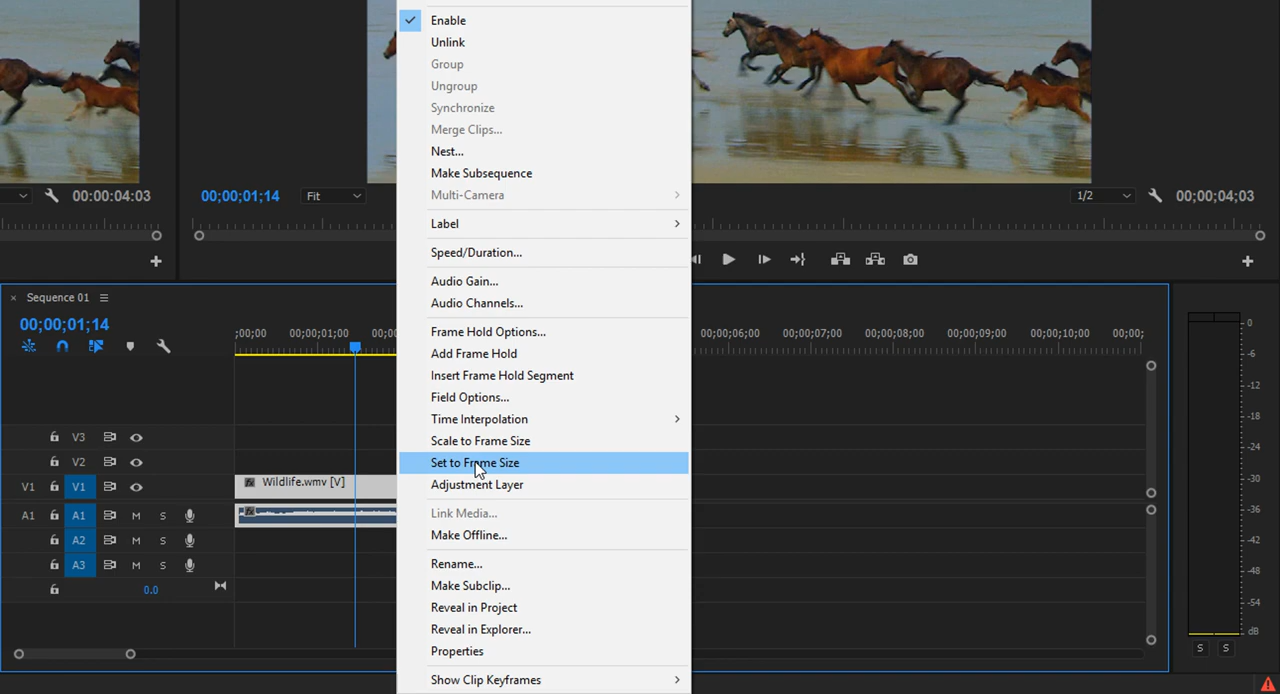 Enable
Unlink
Group
Ungroup
Synchronize
Merge Clips...
Nest...
Make Subsequence
Multi-Camera
Label
Speed/Duration...
Audio Gain...
Audio Channels...
Frame Hold Options...
Add Frame Hold
Insert Frame Hold Segment
Field Options...
Time Interpolation
Scale to Frame Size
Set to Frame Size
Adjustment Layer
Link Media...
Make Offline...
Rename...
Make Subclip...
Reveal in Project
Reveal in Explorer...
Properties
Show Clip Keyframes
00:00:04:03
00;00;01;14
Fit
1/2
00;00;04;03
× Sequence 01
00;00;01;14
;00;00 00;00;01;00 00;00 00;00;06;00 00;00;07;00 00;00;08;00 00;00;09;00 00;00;10;00 00;00;
V3
V2
V1 V1 Wildlife.wmv [V]
A1 A1 M S
A2 M S
A3 M S
0.0
0
-6
-12
-18
-24
-30
-36
-42
-48
-54
dB
S S